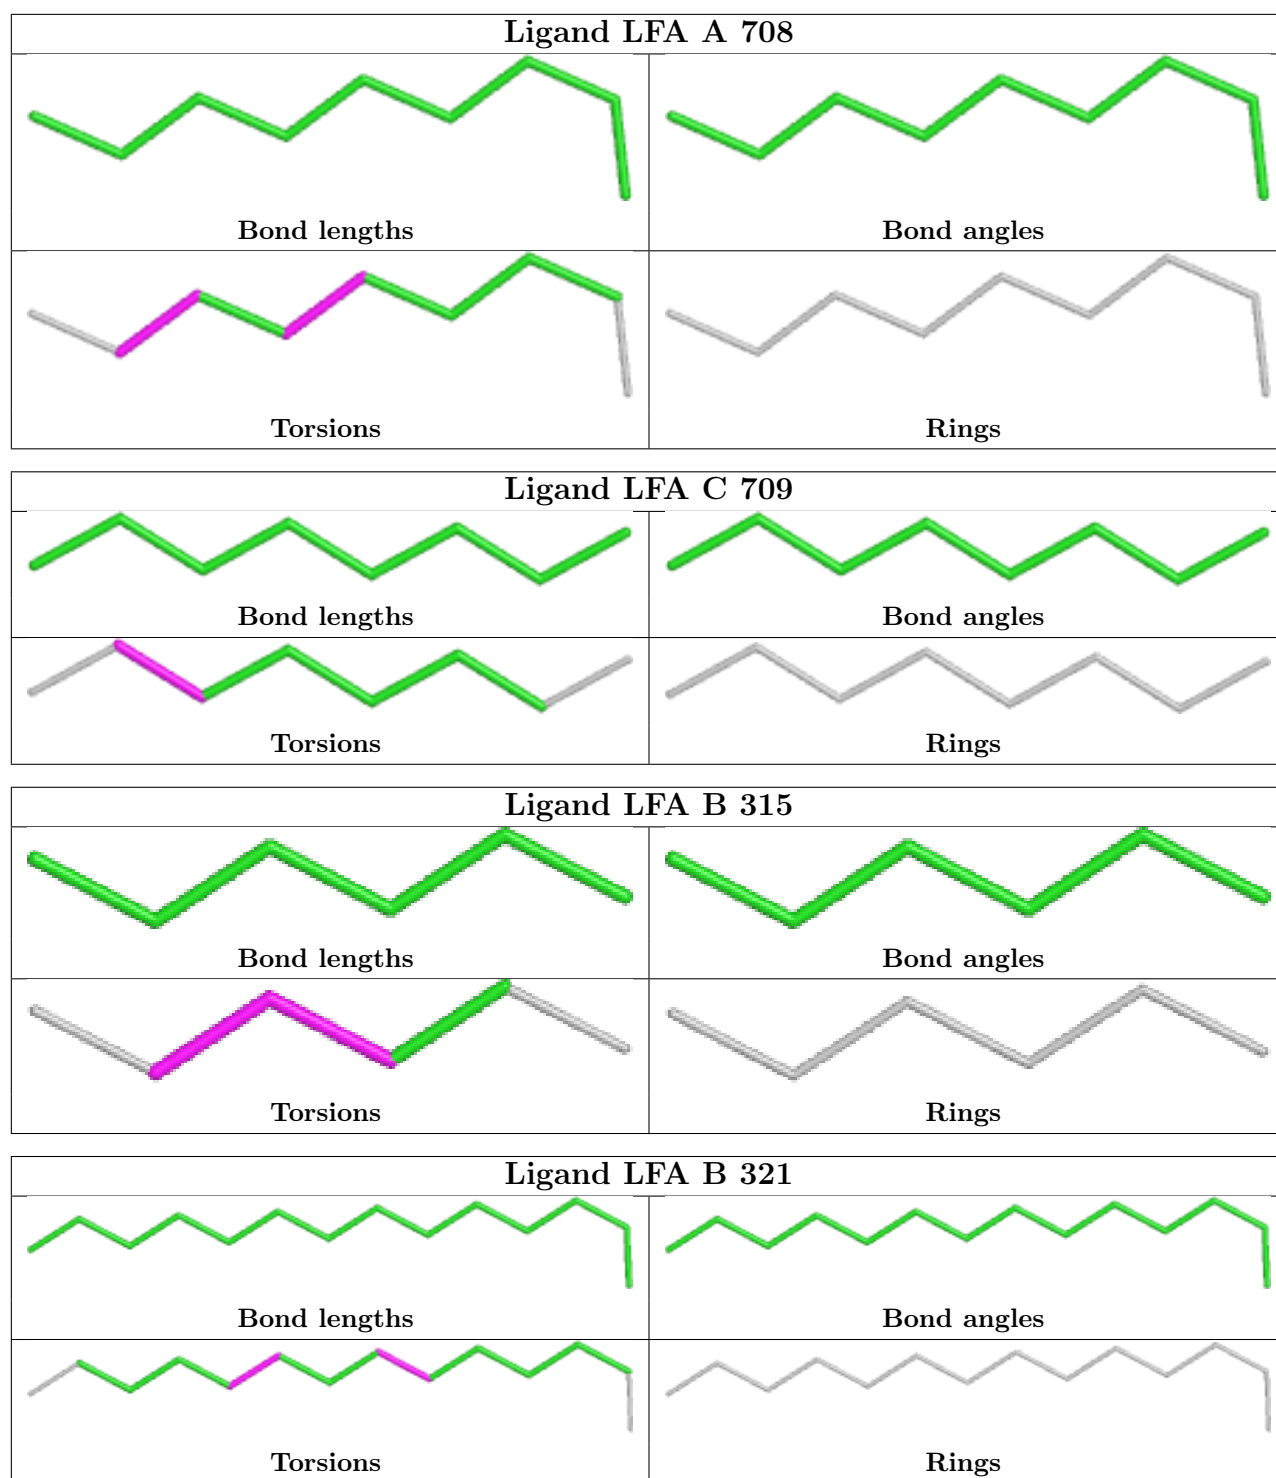 Ligand LFA A 708
Bond lengths
Bond angles
Torsions
Rings
Ligand LFA C 709
Bond lengths
Bond angles
Torsions
Rings
Ligand LFA B 315
Bond lengths
Bond angles
Torsions
Rings
Ligand LFA B 321
Bond lengths
Bond angles
Torsions
Rings